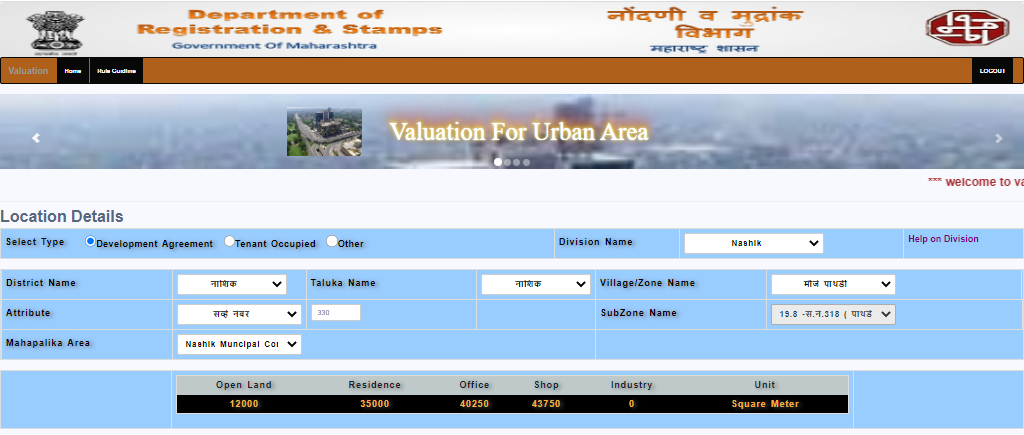 Department of
Registration & Stamps
Government Of Maharashtra
नोंदणी व मुद्रांक
विभाग
महाराष्ट्र शासन
Valuation Home Rule Guidline LOGOUT
Valuation For Urban Area
*** welcome to va
Location Details
Select Type Development Agreement Tenant Occupied Other Division Name Nashik Help on Division
District Name नाशिक Taluka Name नाशिक Village/Zone Name मौजे पाथर्डी
Attribute सर्व्हे नंबर 330 SubZone Name 19.8 -स.नं.318 ( पाथर्ड
Mahapalika Area Nashik Muncipal Cor
Open Land Residence Office Shop Industry Unit
12000 35000 40250 43750 0 Square Meter